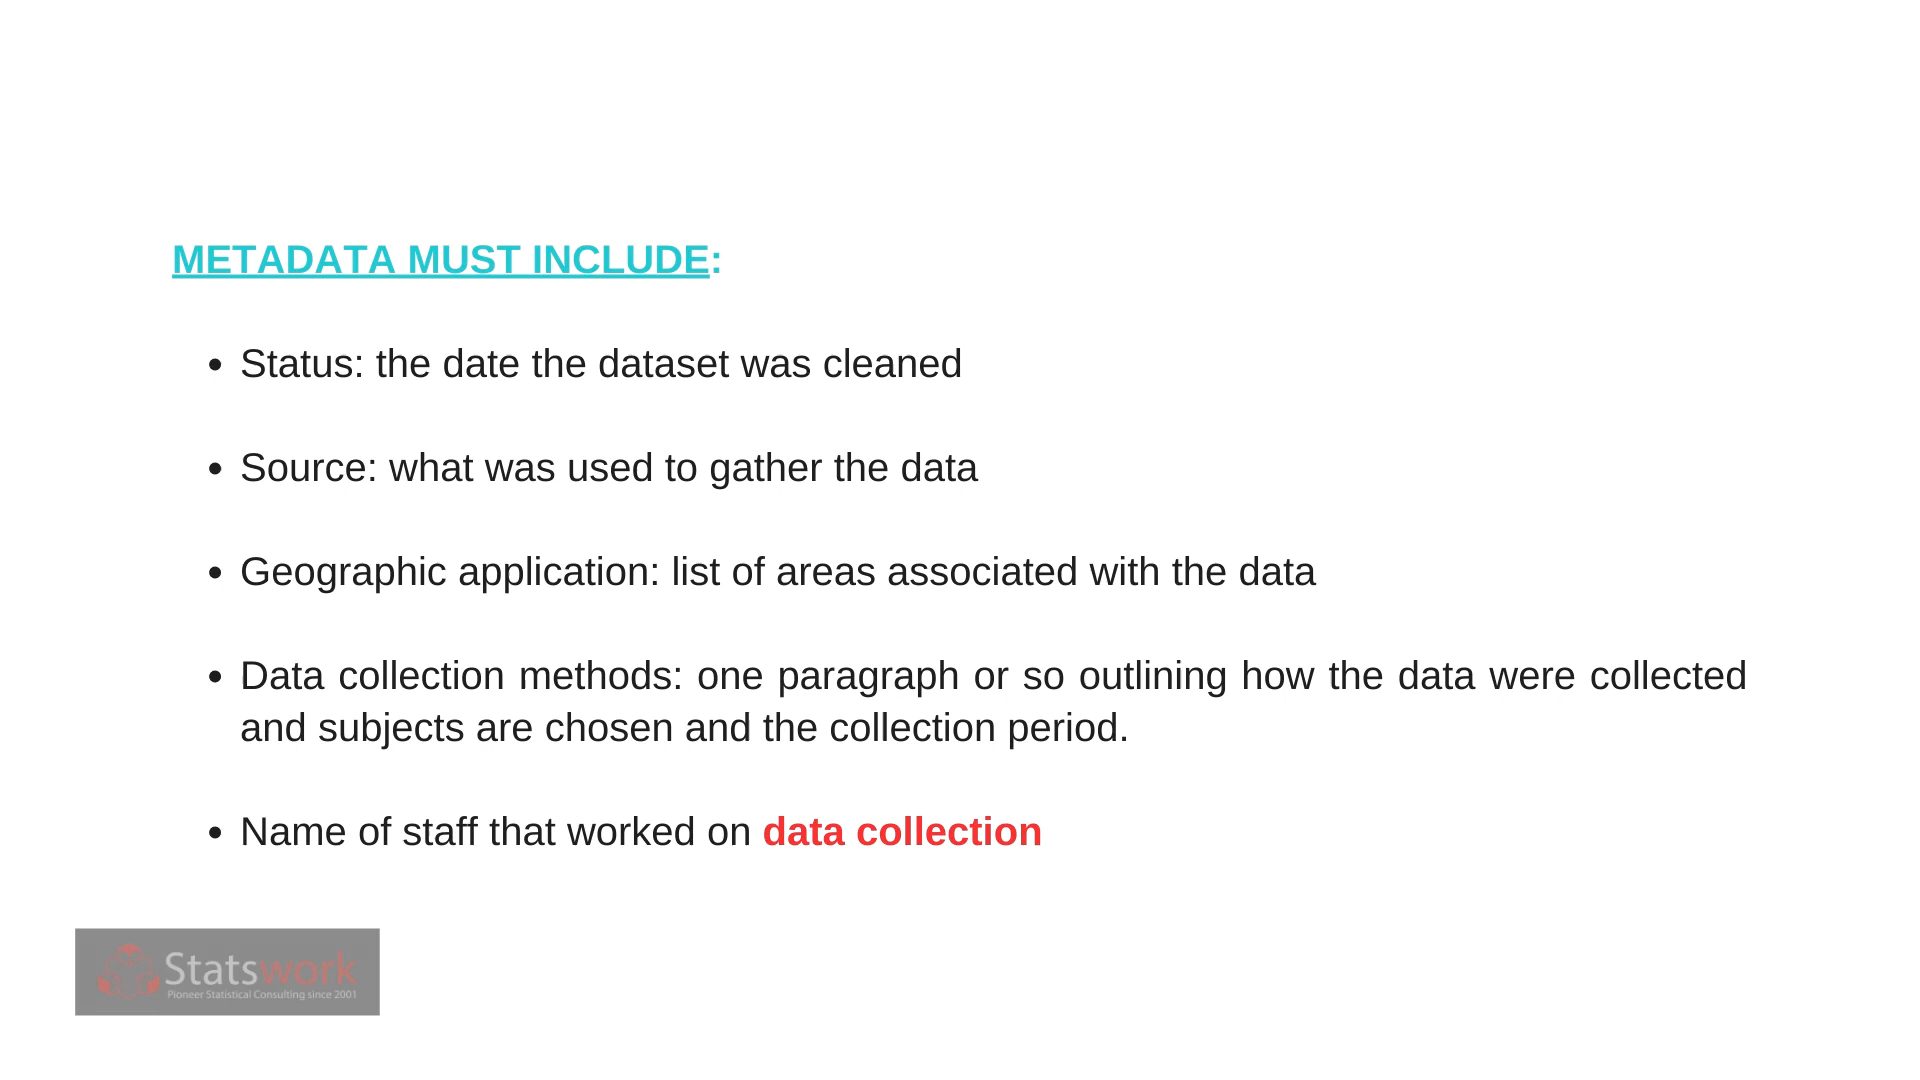 METADATA MUST INCLUDE:
• Status: the date the dataset was cleaned
• Source: what was used to gather the data
• Geographic application: list of areas associated with the data
• Data collection methods: one paragraph or so outlining how the data were collected
and subjects are chosen and the collection period.
• Name of staff that worked on data collection
Statswork
Pioneer Statistical Consulting since 2001